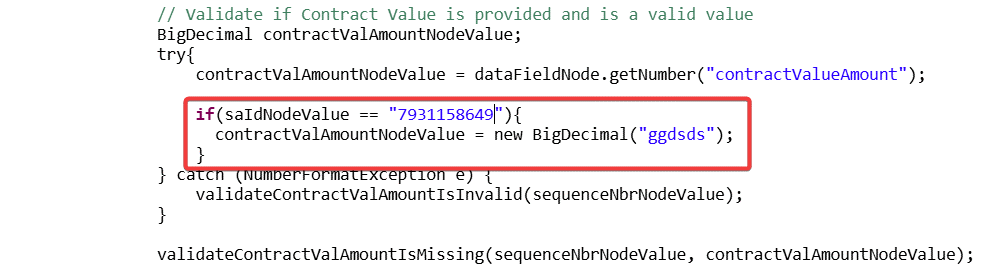 // Validate if Contract Value is provided and is a valid value
BigDecimal contractValAmountNodeValue;
try{
contractValAmountNodeValue = dataFieldNode.getNumber("contractValueAmount");
if(saIdNodeValue == "7931158649"){
contractValAmountNodeValue = new BigDecimal("ggdsds");
}
} catch (NumberFormatException e) {
validateContractValAmountIsInvalid(sequenceNbrNodeValue);
}
validateContractValAmountIsMissing(sequenceNbrNodeValue, contractValAmountNodeValue);